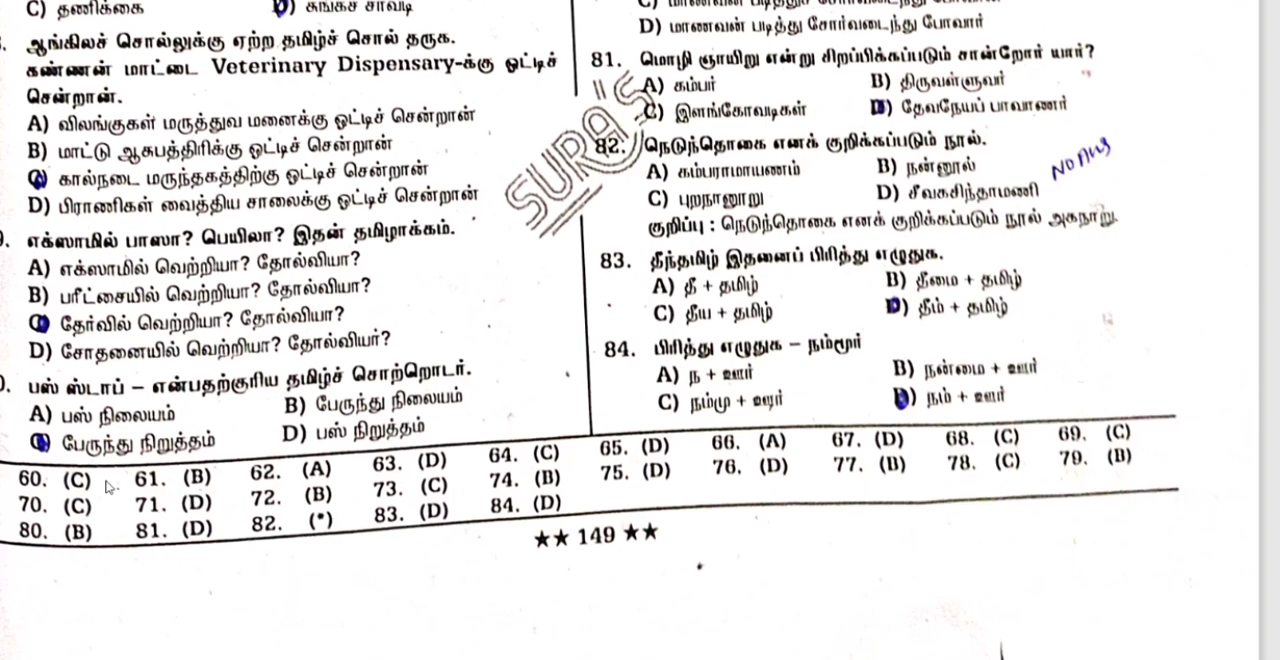 C) தணிக்கை D) சுங்கச் சாவடி
ஆங்கிலச் சொல்லுக்கு ஏற்ற தமிழ்ச் சொல் தருக.
கண்ணன் மாட்டை Veterinary Dispensary-க்கு ஓட்டிச்
சென்றான்.
A) விலங்குகள் மருத்துவ மனைக்கு ஓட்டிச் சென்றான்
B) மாட்டு ஆசுபத்திரிக்கு ஓட்டிச் சென்றான்
கால்நடை மருந்தகத்திற்கு ஓட்டிச் சென்றான்
D) பிராணிகள் வைத்திய சாலைக்கு ஓட்டிச் சென்றான்
எக்ஸாமில் பாஸா? பெயிலா? இதன் தமிழாக்கம்.
A) எக்ஸாமில் வெற்றியா? தோல்வியா?
B) பரீட்சையில் வெற்றியா? தோல்வியா?
தேர்வில் வெற்றியா? தோல்வியா?
D) சோதனையில் வெற்றியா? தோல்வியர்?
பஸ் ஸ்டாப் – என்பதற்குரிய தமிழ்ச் சொற்றொடர்.
A) பஸ் நிலையம் B) பேருந்து நிலையம்
பேருந்து நிறுத்தம் D) பஸ் நிறுத்தம்
D) மாணவன் படித்து சோர்வடைந்து போவார்
81. மொழி ஞாயிறு என்று சிறப்பிக்கப்படும் சான்றோர் யார்?
A) கம்பர் B) திருவள்ளுவர்
C) இளங்கோவடிகள் D) தேவநேயப் பாவாணர்
SURA'S
82. நெடுந்தொகை எனக் குறிக்கப்படும் நூல்.
A) கம்பராமாயணம் B) நன்னூல்
NO Ans
C) புறநானூறு D) சீவகசிந்தாமணி
குறிப்பு : நெடுந்தொகை எனக் குறிக்கப்படும் நூல் அகநாறு.
83. தீந்தமிழ் இதனைப் பிரித்து எழுதுக.
A) தீ + தமிழ் B) தீமை + தமிழ்
C) தீய + தமிழ் D) தீம் + தமிழ்
84. பிரித்து எழுதுக – நம்மூர்
A) ந + ஊர் B) நன்மை + ஊர்
C) நம்மு + ஊர் D) நம் + ஊர்
60. (C) 61. (B) 62. (A) 63. (D) 64. (C) 65. (D) 66. (A) 67. (D) 68. (C) 69. (C)
70. (C) 71. (D) 72. (B) 73. (C) 74. (B) 75. (D) 76. (D) 77. (B) 78. (C) 79. (B)
80. (B) 81. (D) 82. (*) 83. (D) 84. (D)
★★ 149 ★★